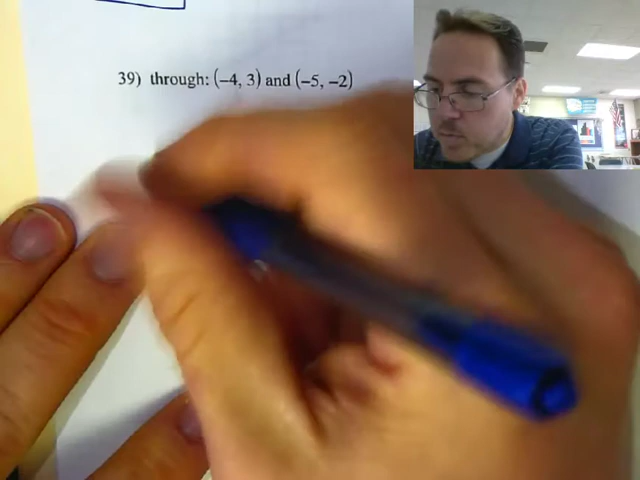 39) through: (−4, 3) and (−5, −2)